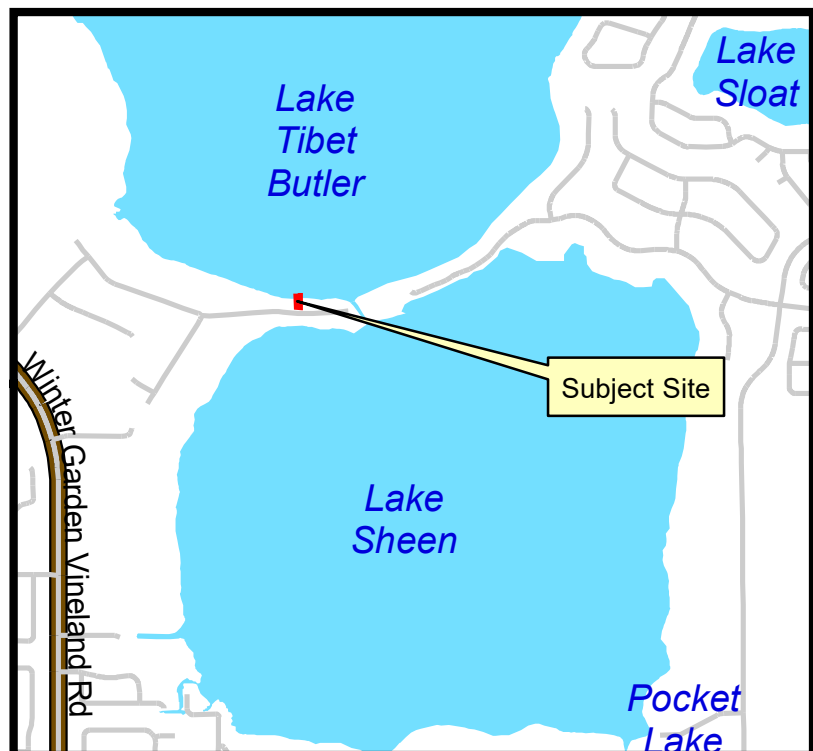 Lake
Sloat
Lake
Tibet
Butler
Subject Site
Winter Garden Vineland Rd
Lake
Sheen
Pocket
Lake